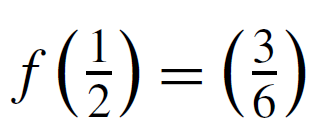 f(1/2) = (3/6)